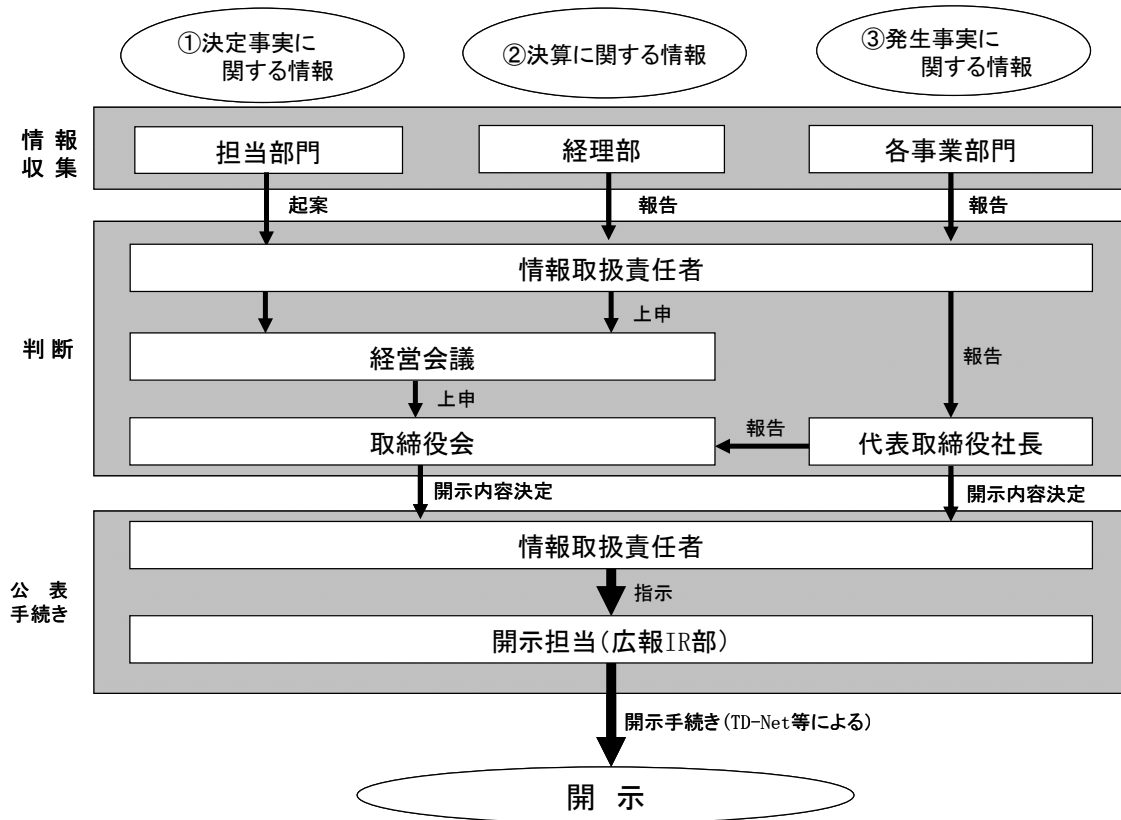 ①決定事実に
関する情報
②決算に関する情報
③発生事実に
関する情報
情 報
収 集
担当部門
経理部
各事業部門
起案
報告
報告
情報取扱責任者
上申
判 断
経営会議
報告
上申
取締役会
報告
代表取締役社長
開示内容決定
開示内容決定
情報取扱責任者
公 表
手続き
指示
開示担当(広報IR部)
開示手続き(TD-Net等による)
開 示